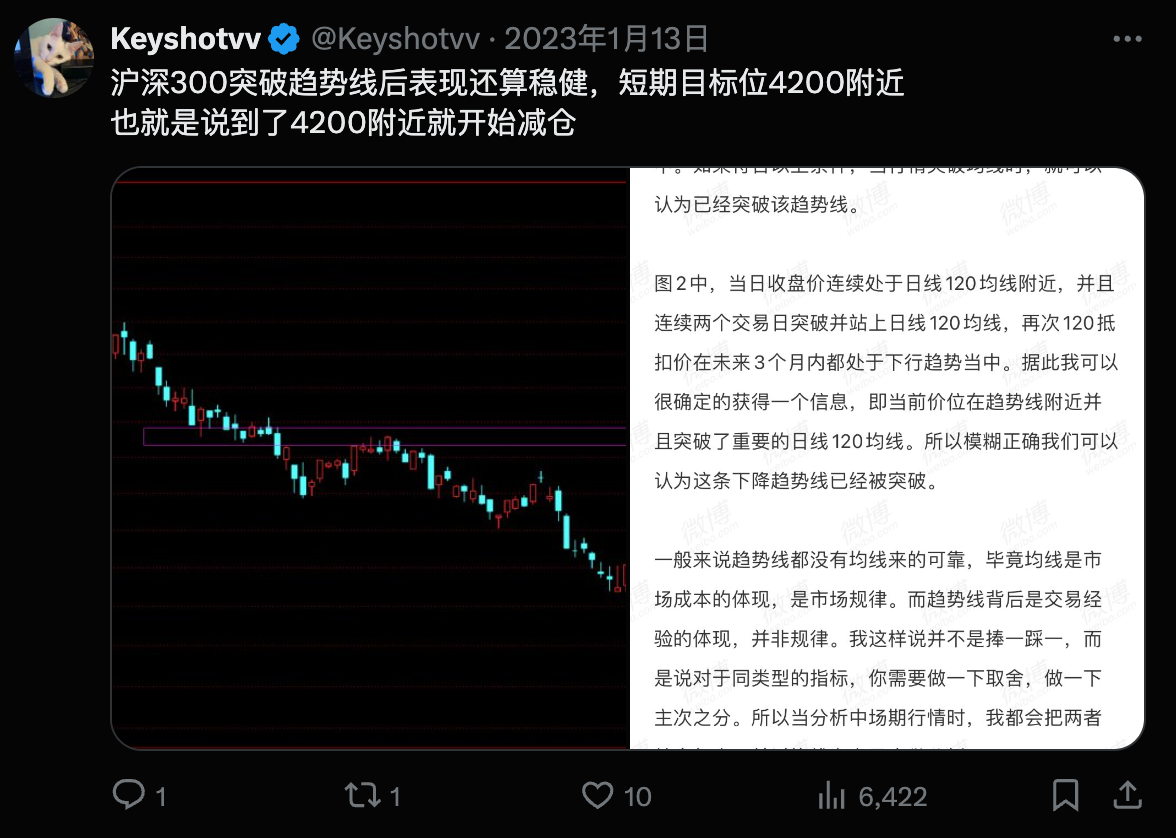 Keyshotvv @Keyshotvv · 2023年1月13日
沪深300突破趋势线后表现还算稳健，短期目标位4200附近
也就是说到了4200附近就开始减仓
认为已经突破该趋势线。
图2中，当日收盘价连续处于日线120均线附近，并且
连续两个交易日突破并站上日线120均线，再次120抵
扣价在未来3个月内都处于下行趋势当中。据此我可以
很确定的获得一个信息，即当前价位在趋势线附近并
且突破了重要的日线120均线。所以模糊正确我们可以
认为这条下降趋势线已经被突破。
一般来说趋势线都没有均线来的可靠，毕竟均线是市
场成本的体现，是市场规律。而趋势线背后是交易经
验的体现，并非规律。我这样说并不是捧一踩一，而
是说对于同类型的指标，你需要做一下取舍，做一下
主次之分。所以当分析中场期行情时，我都会把两者
1 1 10 6,422